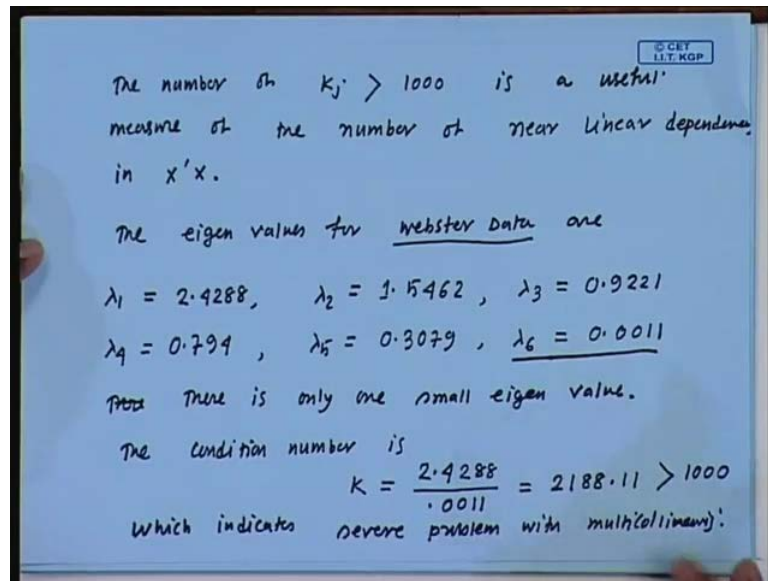 © CET
I.I.T. KGP
The number of Kj > 1000 is a useful
measure of the number of near linear dependency
in x'x.
The eigen values for Webster Data are
λ1 = 2.4288, λ2 = 1.5462, λ3 = 0.9221
λ4 = 0.794, λ5 = 0.3079, λ6 = 0.0011
There is only one small eigen value.
The condition number is
K = 2.4288 / .0011 = 2188.11 > 1000
Which indicates severe problem with